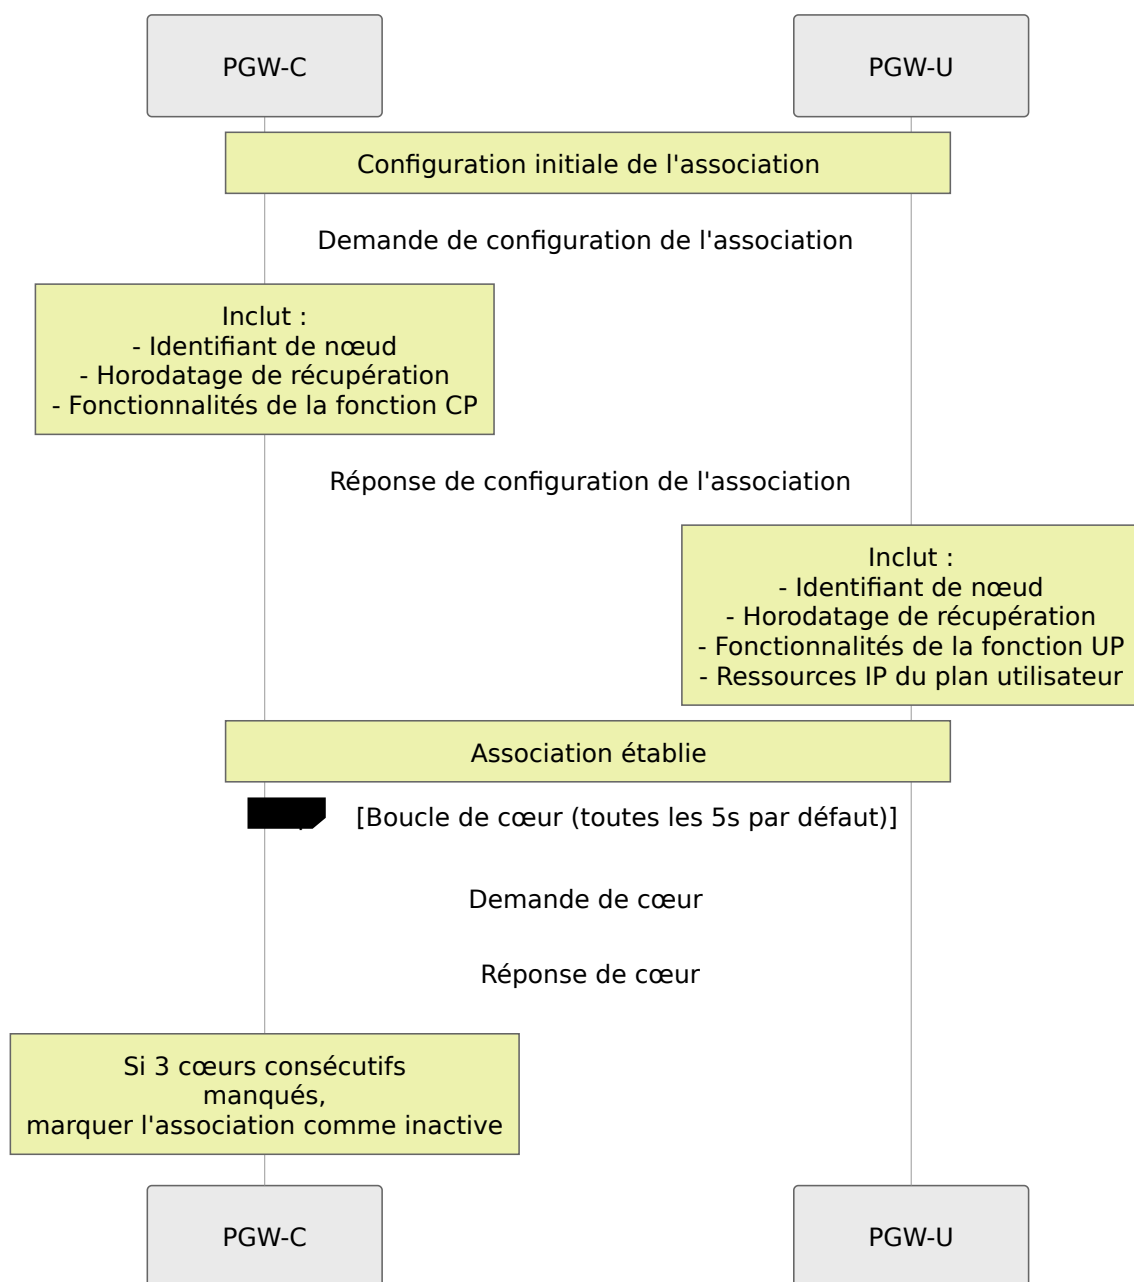 PGW-C
PGW-U
Configuration initiale de l'association
Demande de configuration de l'association
Inclut :
- Identifiant de nœud
- Horodatage de récupération
- Fonctionnalités de la fonction CP
Réponse de configuration de l'association
Inclut :
- Identifiant de nœud
- Horodatage de récupération
- Fonctionnalités de la fonction UP
- Ressources IP du plan utilisateur
Association établie
[Boucle de cœur (toutes les 5s par défaut)]
Demande de cœur
Réponse de cœur
Si 3 cœurs consécutifs
manqués,
marquer l'association comme inactive
PGW-C
PGW-U